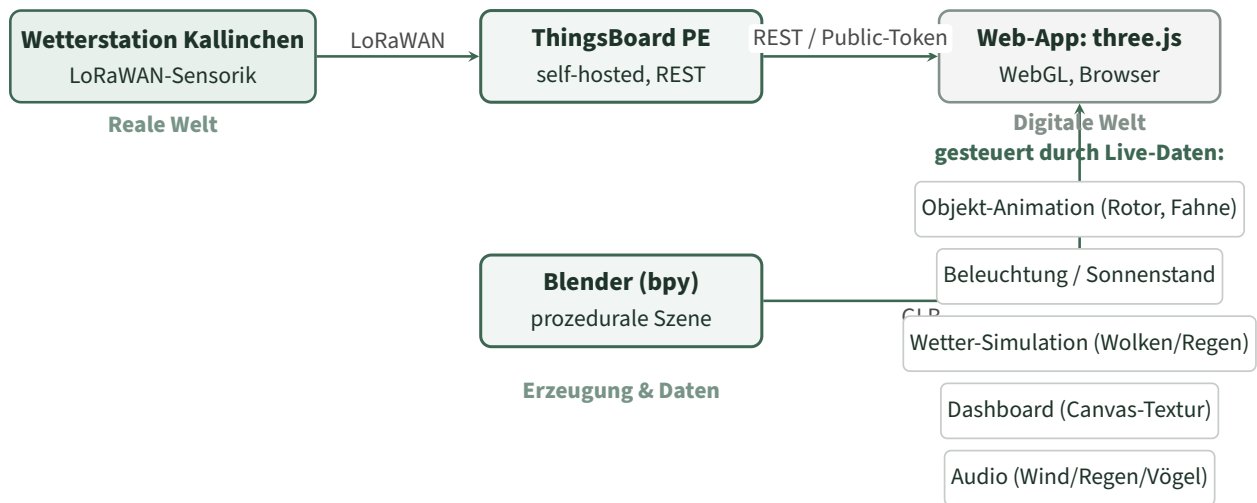 Wetterstation Kallinchen
LoRaWAN-Sensorik
Reale Welt
LoRaWAN
ThingsBoard PE
self-hosted, REST
REST / Public-Token
Web-App: three.js
WebGL, Browser
Digitale Welt
gesteuert durch Live-Daten:
Objekt-Animation (Rotor, Fahne)
Beleuchtung / Sonnenstand
Wetter-Simulation (Wolken/Regen)
Dashboard (Canvas-Textur)
Audio (Wind/Regen/Vögel)
Blender (bpy)
prozedurale Szene
Erzeugung & Daten